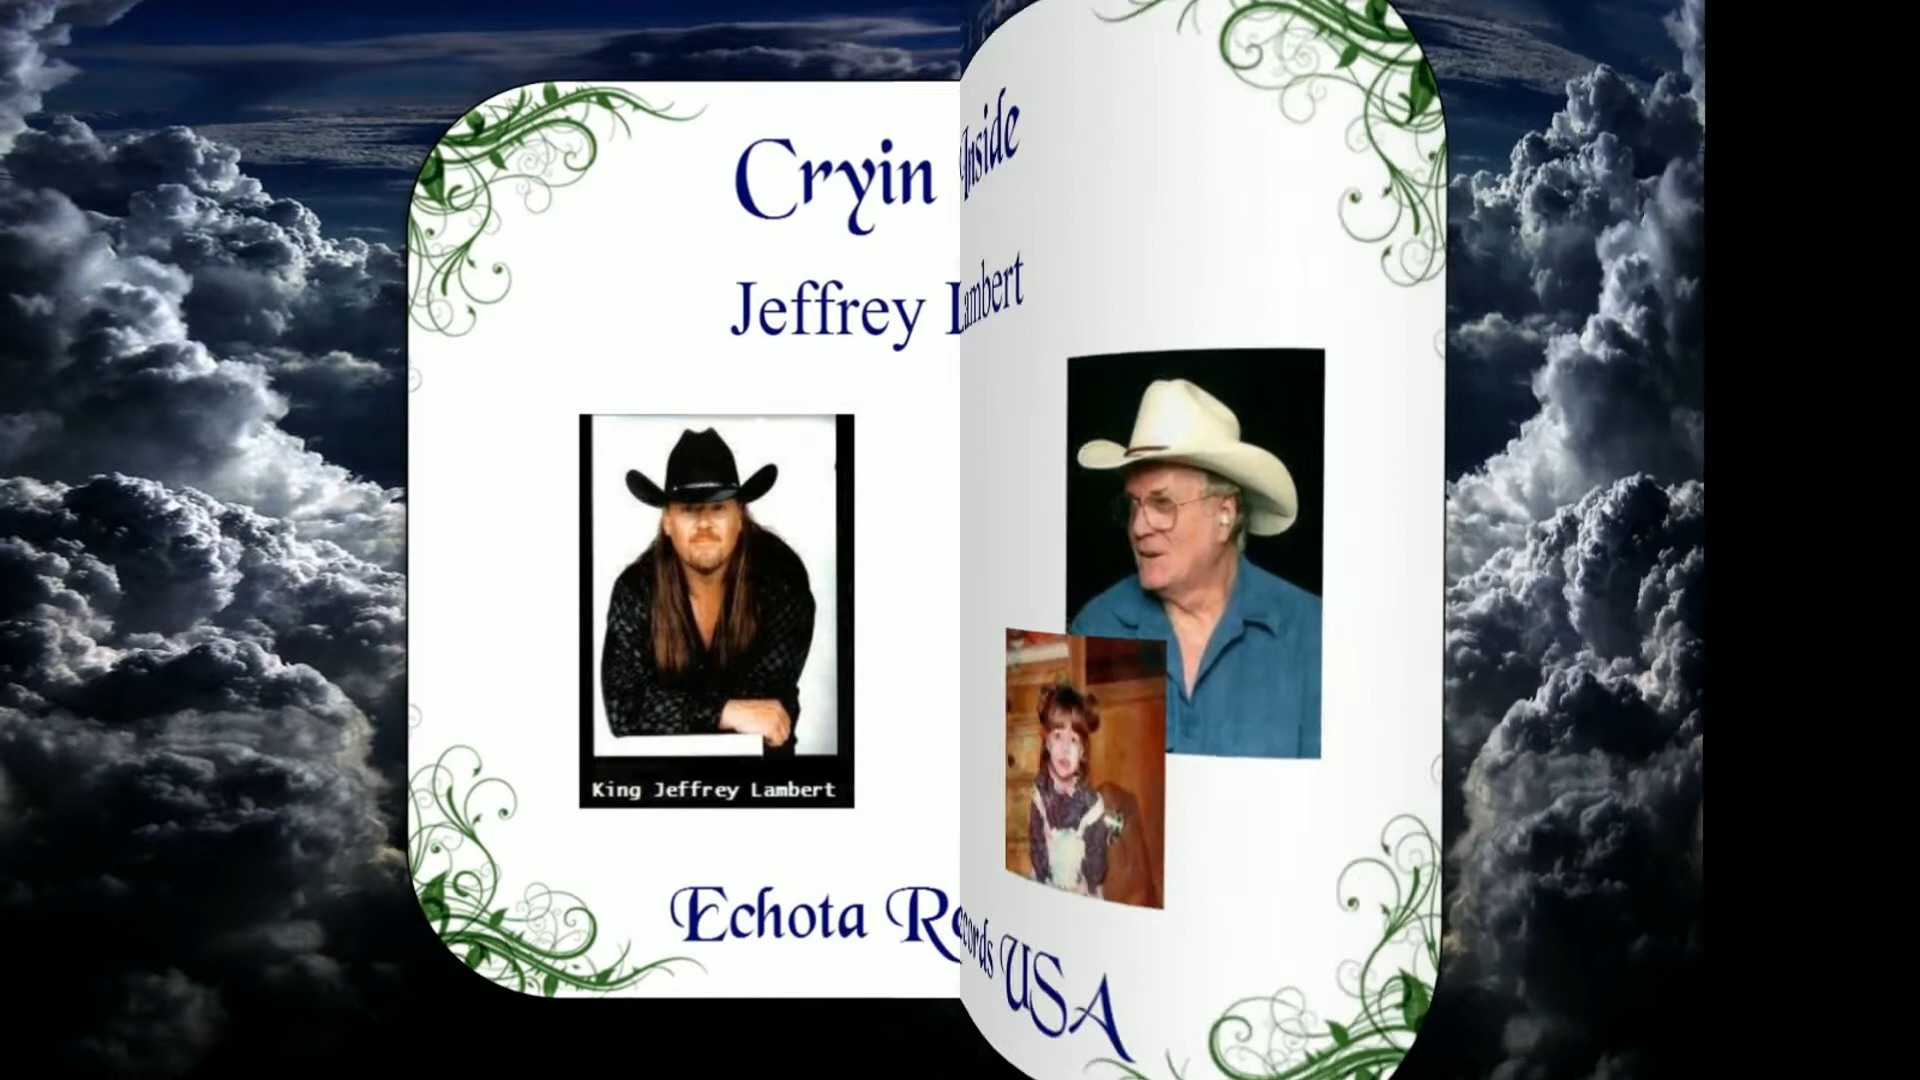 Cryin Inside
Jeffrey Lambert
King Jeffrey Lambert
Echota Records USA